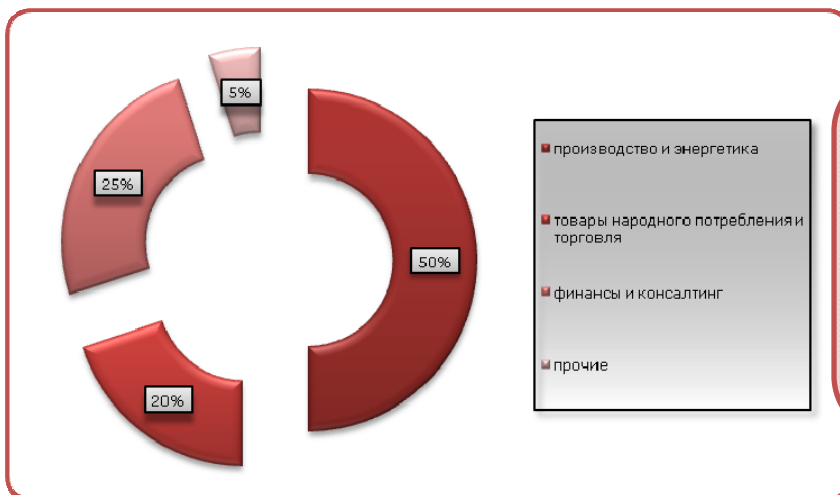 5%
25%
50%
20%
производство и энергетика
товары народного потребления и
торговля
финансы и консалтинг
прочие